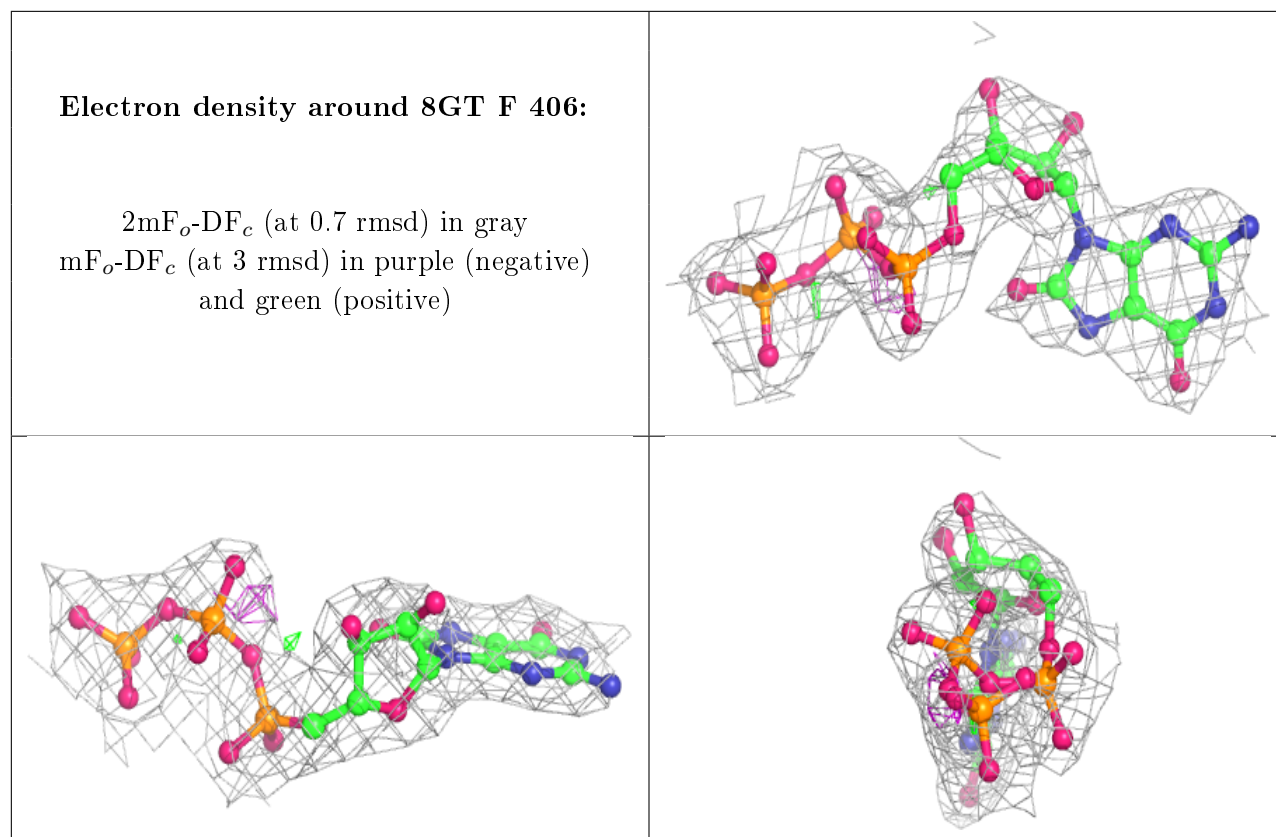 Electron density around 8GT F 406:
2mFₒ-DF𝒸 (at 0.7 rmsd) in gray
mFₒ-DF𝒸 (at 3 rmsd) in purple (negative)
and green (positive)